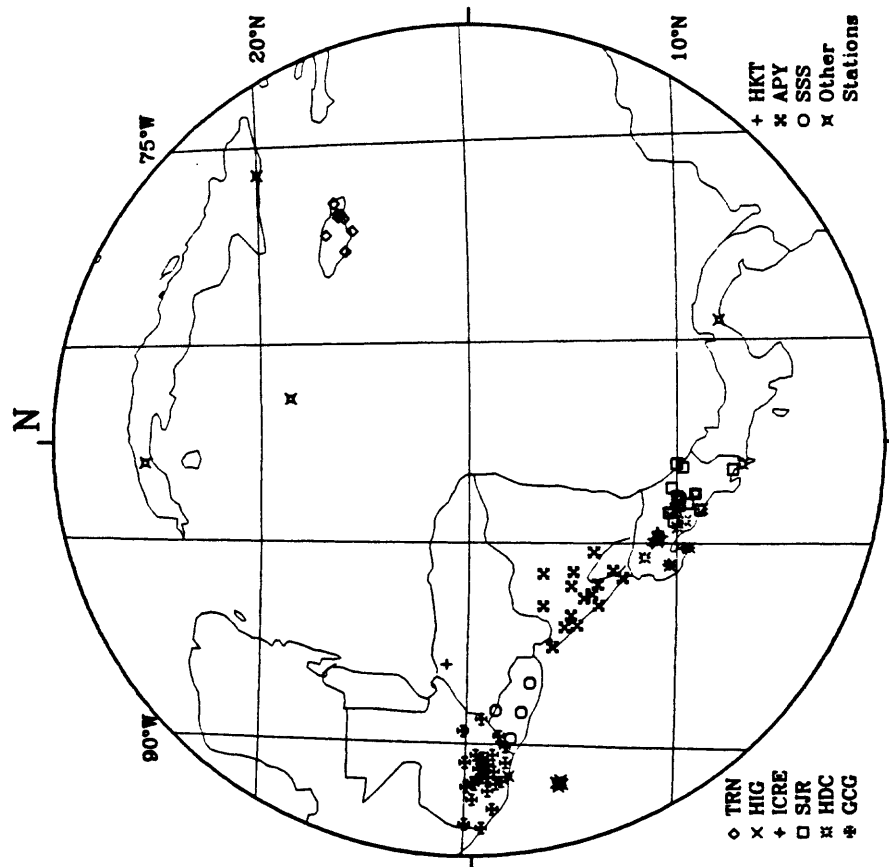 N
75°W
20°N
90°W
10°N
TRN
HIG
ICRE
SJR
HDC
GCG
HKT
APY
SSS
Other
Stations